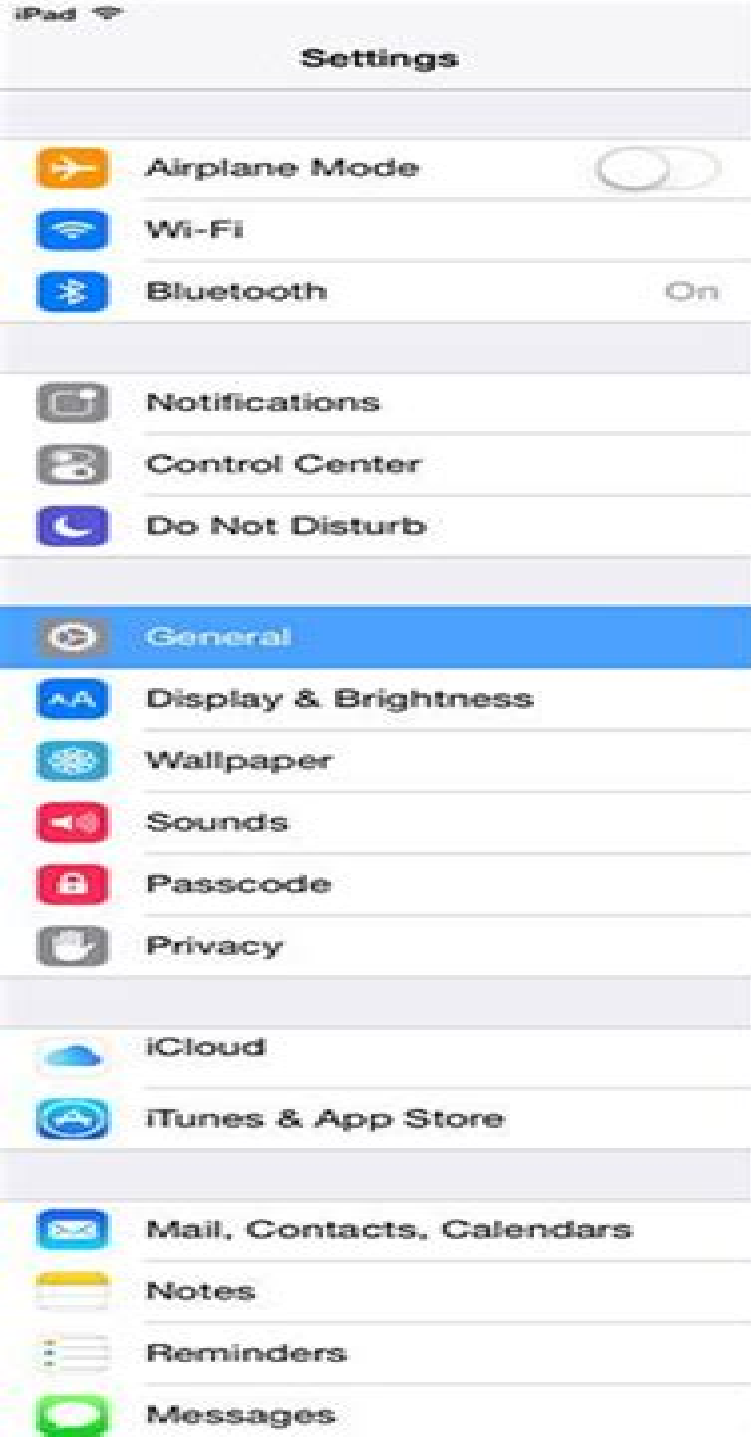 iPad
Settings
Airplane Mode
Wi-Fi
Bluetooth On
Notifications
Control Center
Do Not Disturb
General
AA Display & Brightness
Wallpaper
Sounds
Passcode
Privacy
iCloud
iTunes & App Store
Mail, Contacts, Calendars
Notes
Reminders
Messages